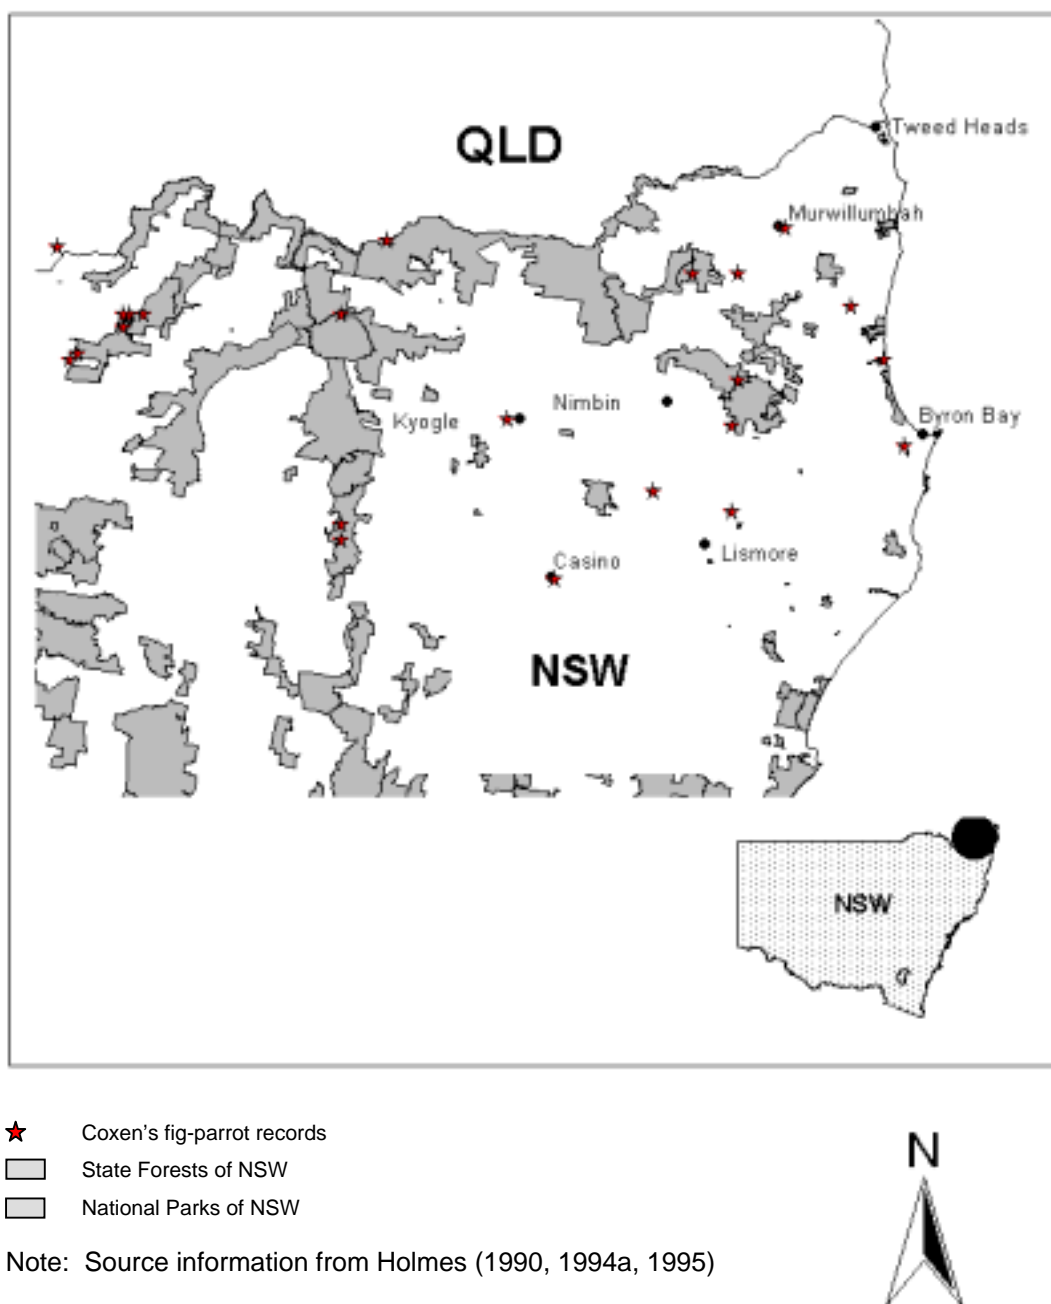 QLD
Tweed Heads
Murwillumbah
Nimbin
Kyogle
Byron Bay
Casino
Lismore
NSW
NSW
Coxen's fig-parrot records
State Forests of NSW
National Parks of NSW
N
Note: Source information from Holmes (1990, 1994a, 1995)